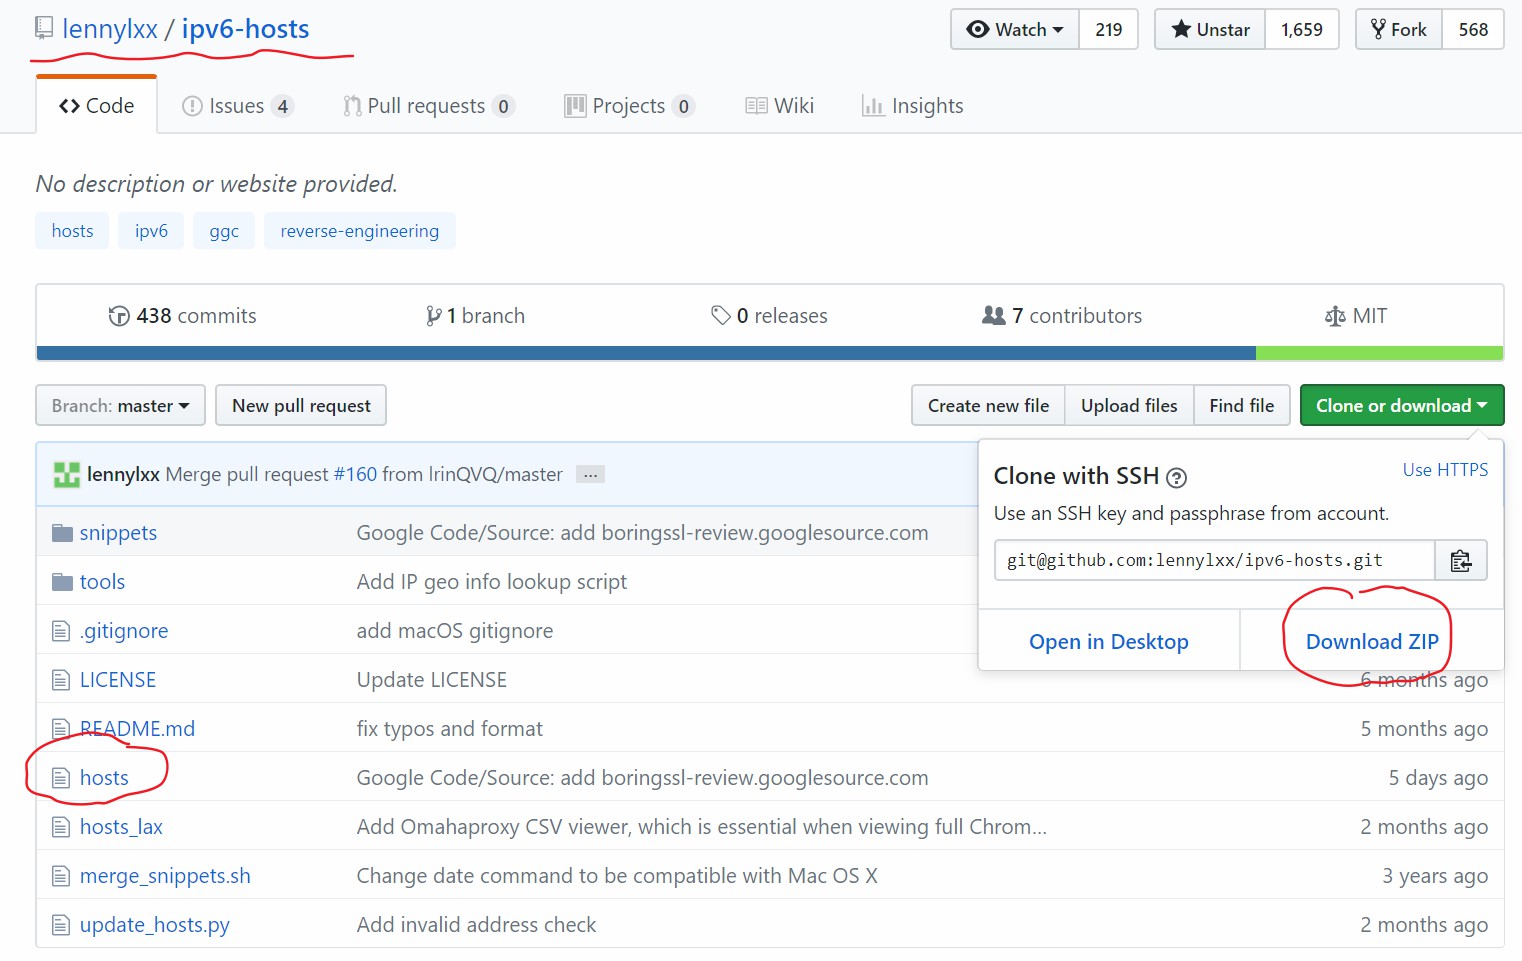 lennylxx / ipv6-hosts
Watch 219 Unstar 1,659 Fork 568
Code Issues 4 Pull requests 0 Projects 0 Wiki Insights
No description or website provided.
hosts ipv6 ggc reverse-engineering
438 commits 1 branch 0 releases 7 contributors MIT
Branch: master New pull request Create new file Upload files Find file Clone or download
lennylxx Merge pull request #160 from lrinQVQ/master ...
Clone with SSH ? Use HTTPS
Use an SSH key and passphrase from account.
git@github.com:lennylxx/ipv6-hosts.git
Open in Desktop Download ZIP
snippets Google Code/Source: add boringssl-review.googlesource.com
tools Add IP geo info lookup script
.gitignore add macOS gitignore
LICENSE Update LICENSE 6 months ago
README.md fix typos and format 5 months ago
hosts Google Code/Source: add boringssl-review.googlesource.com 5 days ago
hosts_lax Add Omahaproxy CSV viewer, which is essential when viewing full Chrom... 2 months ago
merge_snippets.sh Change date command to be compatible with Mac OS X 3 years ago
update_hosts.py Add invalid address check 2 months ago